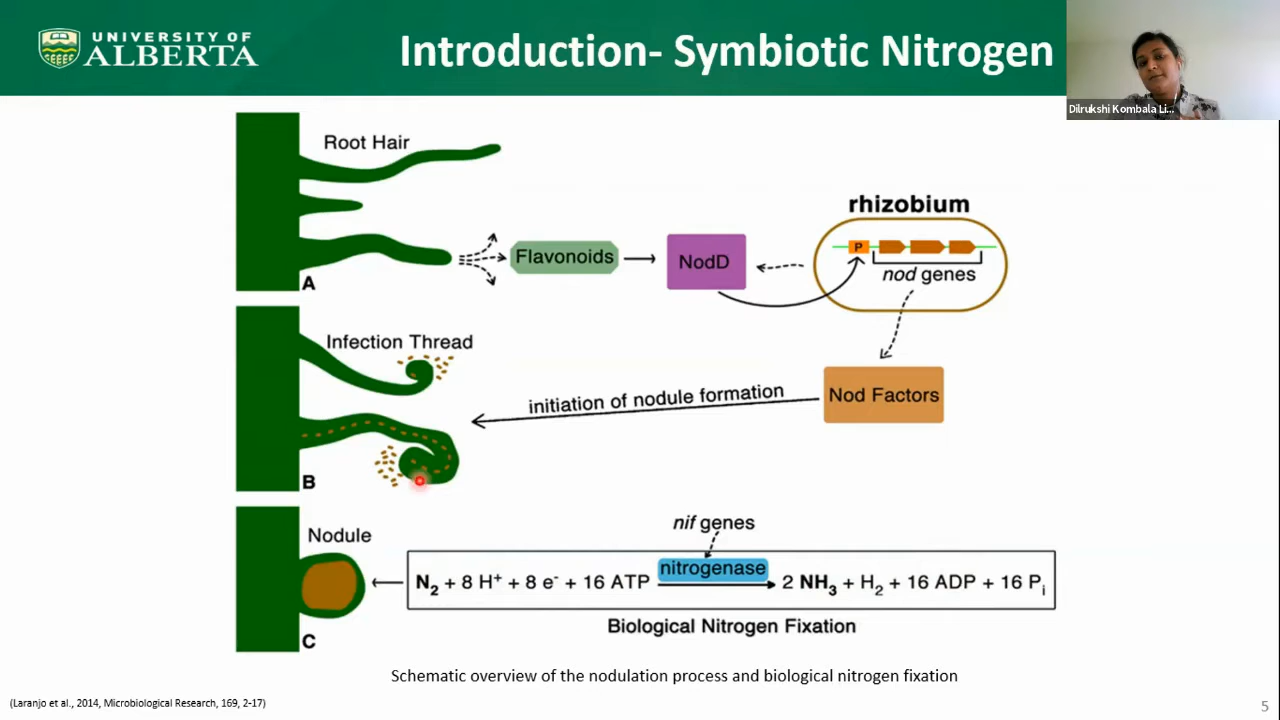 UNIVERSITY OF
ALBERTA
Introduction- Symbiotic Nitrogen
Dilrukshi Kombala Li...
Root Hair
rhizobium
Flavonoids
NodD
P
nod genes
A
Infection Thread
initiation of nodule formation
Nod Factors
B
nif genes
Nodule
nitrogenase
N₂ + 8 H⁺ + 8 e⁻ + 16 ATP
2 NH₃ + H₂ + 16 ADP + 16 Pᵢ
Biological Nitrogen Fixation
C
Schematic overview of the nodulation process and biological nitrogen fixation
(Laranjo et al., 2014, Microbiological Research, 169, 2-17)
5